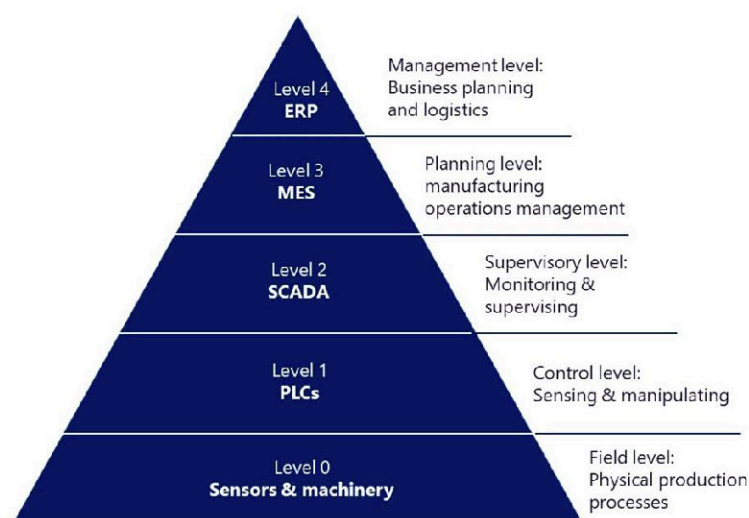 Level 4
ERP
Management level:
Business planning
and logistics
Level 3
MES
Planning level:
manufacturing
operations management
Level 2
SCADA
Supervisory level:
Monitoring &
supervising
Level 1
PLCs
Control level:
Sensing & manipulating
Level 0
Sensors & machinery
Field level:
Physical production
processes